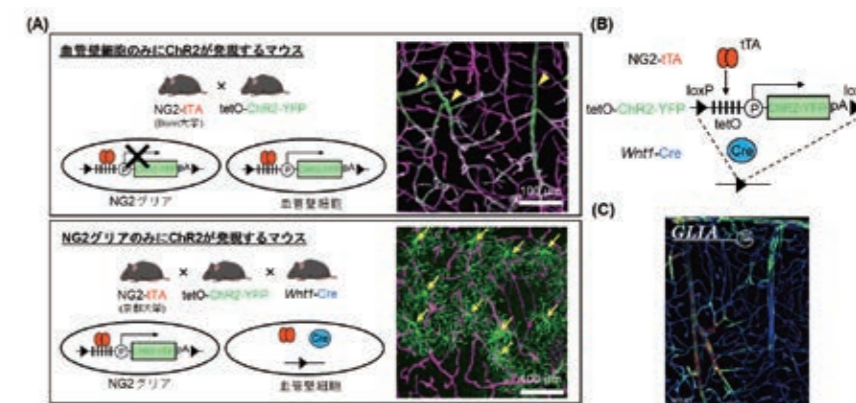 (A)
血管壁細胞のみにChR2が発現するマウス
×
NG2-tTA
(Bonn大学)
tetO-ChR2-YFP
P
pA
NG2グリア
P
pA
血管壁細胞
100 μm
NG2グリアのみにChR2が発現するマウス
×
×
NG2-tTA
(京都大学)
tetO-ChR2-YFP
Wnt1-Cre
P
pA
NG2グリア
Cre
血管壁細胞
100 μm
(B)
tTA
NG2-tTA
loxP
tetO-ChR2-YFP
tetO
P
ChR2-YFP
pA
Wnt1-Cre
Cre
(C)
GLIA